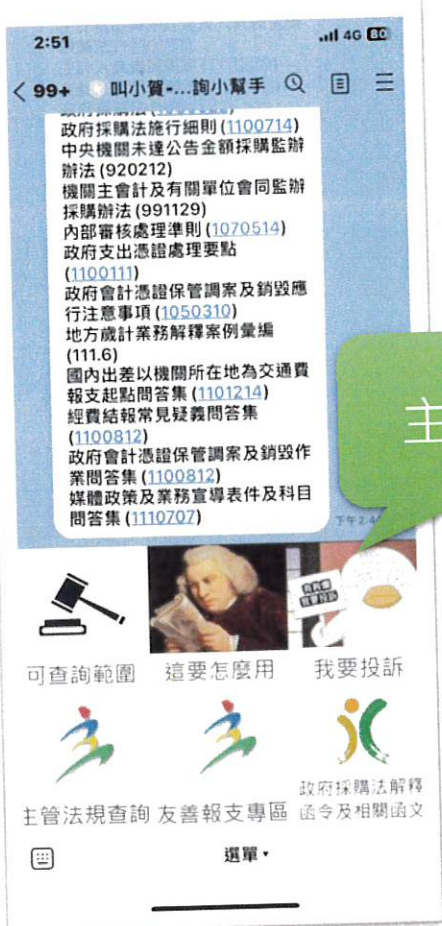 2:51
4G 80
< 99+ 叫小賀-...詢小幫手
政府採購法施行細則 (1100714)
中央機關未達公告金額採購監辦
辦法 (920212)
機關主會計及有關單位會同監辦
採購辦法 (991129)
內部審核處理準則 (1070514)
政府支出憑證處理要點
(1100111)
政府會計憑證保管調案及銷毀應
行注意事項 (1050310)
地方歲計業務解釋案例彙編
(111.6)
國內出差以機關所在地為交通費
報支起點問答集 (1101214)
經費結報常見疑義問答集
(1100812)
政府會計憑證保管調案及銷毀作
業問答集 (1100812)
媒體政策及業務宣導表件及科目
問答集 (1110707)
主
我要投訴
可查詢範圍 這要怎麼用 我要投訴
主管法規查詢 友善報支專區 政府採購法解釋
函令及相關函文
選單▾